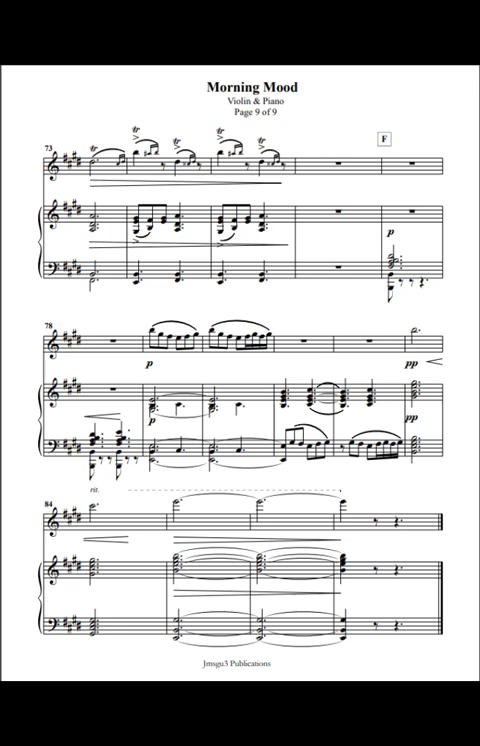 Morning Mood
Violin & Piano
Page 9 of 9
73
tr tr tr tr
F
p
78
p
pp
p
pp
rit.
84
Jmsgu3 Publications